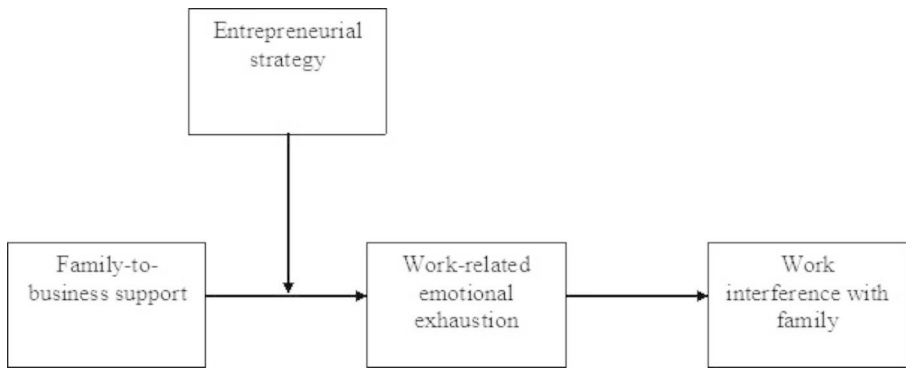 Entrepreneurial
strategy
Family-to-
business support
Work-related
emotional
exhaustion
Work
interference with
family